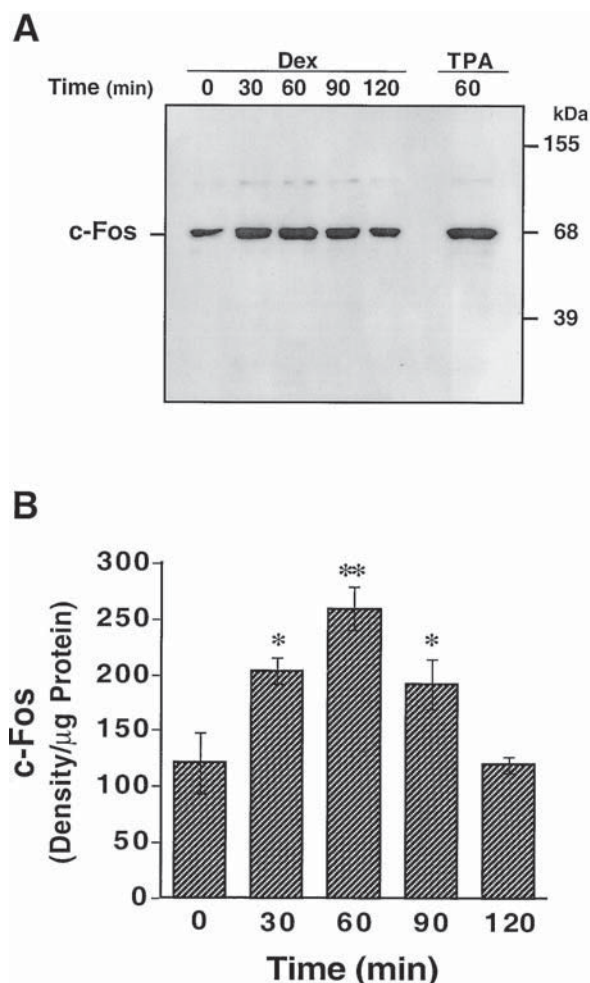 A
Dex TPA
Time (min) 0 30 60 90 120 60
kDa
155
c-Fos 68
39
B
300
**
250
* *
200
150
100
50
0
c-Fos
(Density/µg Protein)
0 30 60 90 120
Time (min)